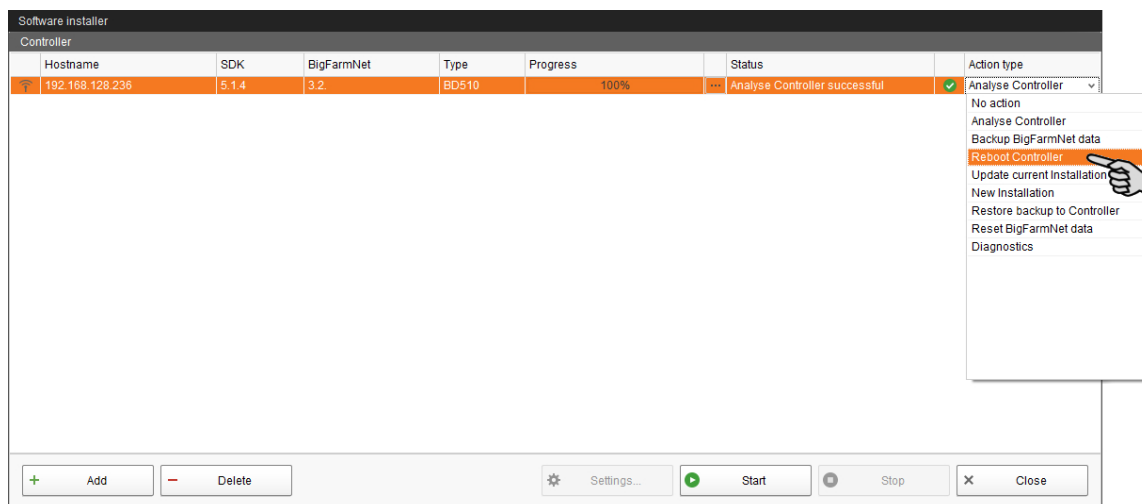 Software installer
Controller
Hostname SDK BigFarmNet Type Progress Status Action type
192.168.128.236 5.1.4 3.2. BD510 100% ... Analyse Controller successful Analyse Controller
No action
Analyse Controller
Backup BigFarmNet data
Reboot Controller
Update current Installation
New Installation
Restore backup to Controller
Reset BigFarmNet data
Diagnostics
Add Delete Settings... Start Stop Close